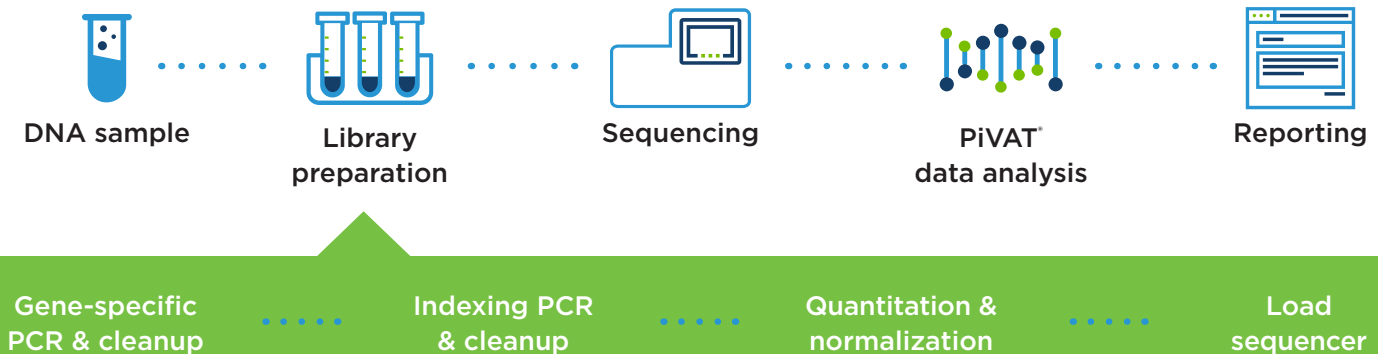 DNA sample
Library
preparation
Sequencing
PiVAT®
data analysis
Reporting
Gene-specific
PCR & cleanup
Indexing PCR
& cleanup
Quantitation &
normalization
Load
sequencer